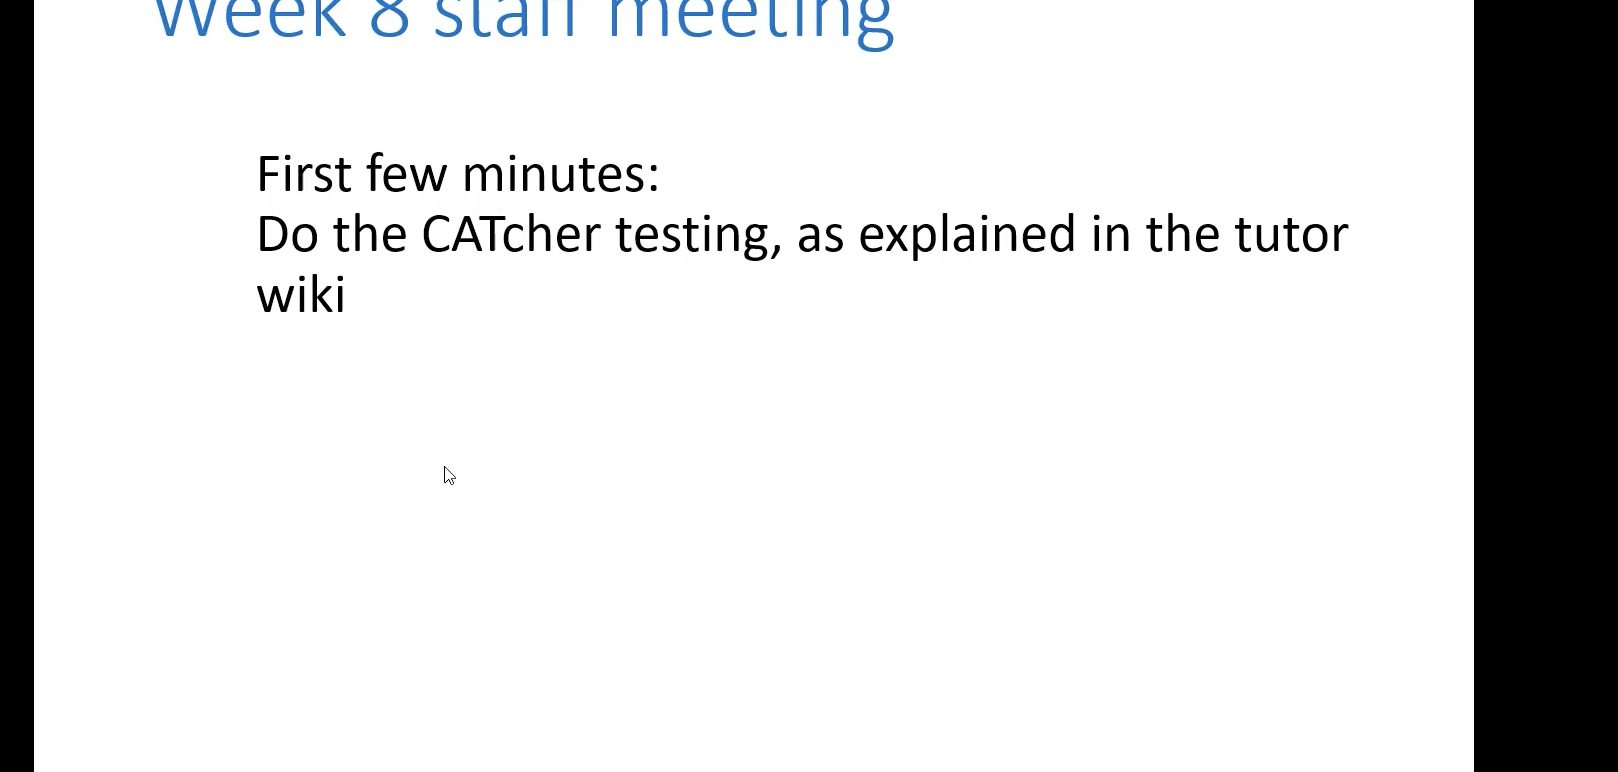 Week 8 staff meeting
First few minutes:
Do the CATcher testing, as explained in the tutor
wiki